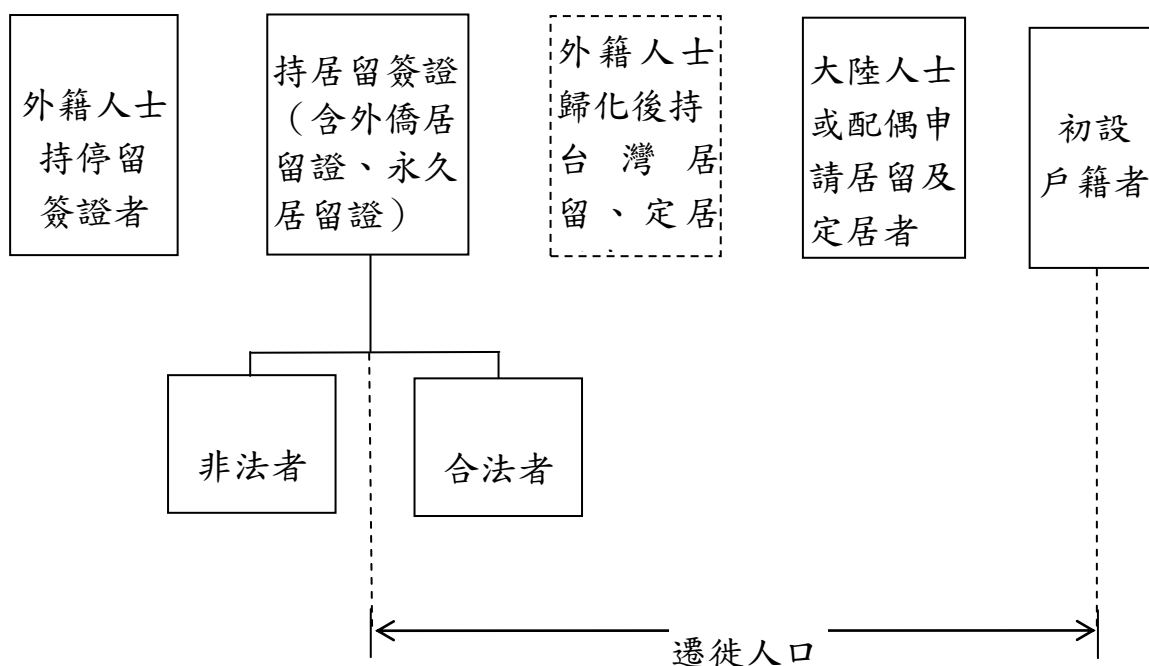 外籍人士
持停留
簽證者
持居留簽證
（含外僑居
留證、永久
居留證）
外籍人士
歸化後持
台灣居
留、定居
大陸人士
或配偶申
請居留及
定居者
初設
戶籍者
非法者
合法者
遷徙人口